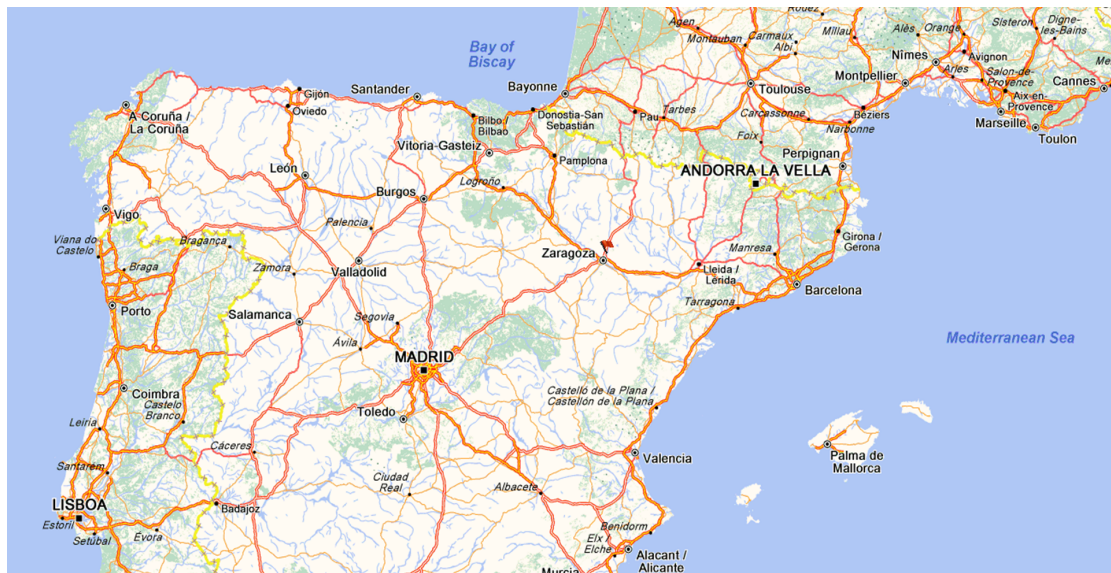 Rodez
Agen
Montauban
Carmaux
Albi
Millau
Alès
Orange
Sisteron
Digne-
les-Bains
Nîmes
Avignon
Bay of
Biscay
Montpellier
Arles
Salon-de-
Provence
Cannes
Aix-en-
Provence
Toulouse
Bayonne
Santander
Gijón
Oviedo
A Coruña /
La Coruña
Donostia-San
Sebastián
Pau
Tarbes
Carcassonne
Béziers
Narbonne
Marseille
Toulon
Bilbo /
Bilbao
Foix
Vitoria-Gasteiz
Pamplona
Perpignan
León
ANDORRA LA VELLA
Logroño
Burgos
Vigo
Palencia
Viana do
Castelo
Bragança
Braga
Zamora
Valladolid
Zaragoza
Manresa
Girona /
Gerona
Lleida /
Lérida
Barcelona
Tarragona
Porto
Salamanca
Segovia
Ávila
MADRID
Mediterranean Sea
Coimbra
Castelo
Branco
Toledo
Castelló de la Plana /
Castellón de la Plana
Leiria
Cáceres
Valencia
Palma de
Mallorca
Santarém
Ciudad
Real
Albacete
LISBOA
Estoril
Setúbal
Évora
Badajoz
Benidorm
Elx /
Elche
Alacant /
Alicante
Murcia